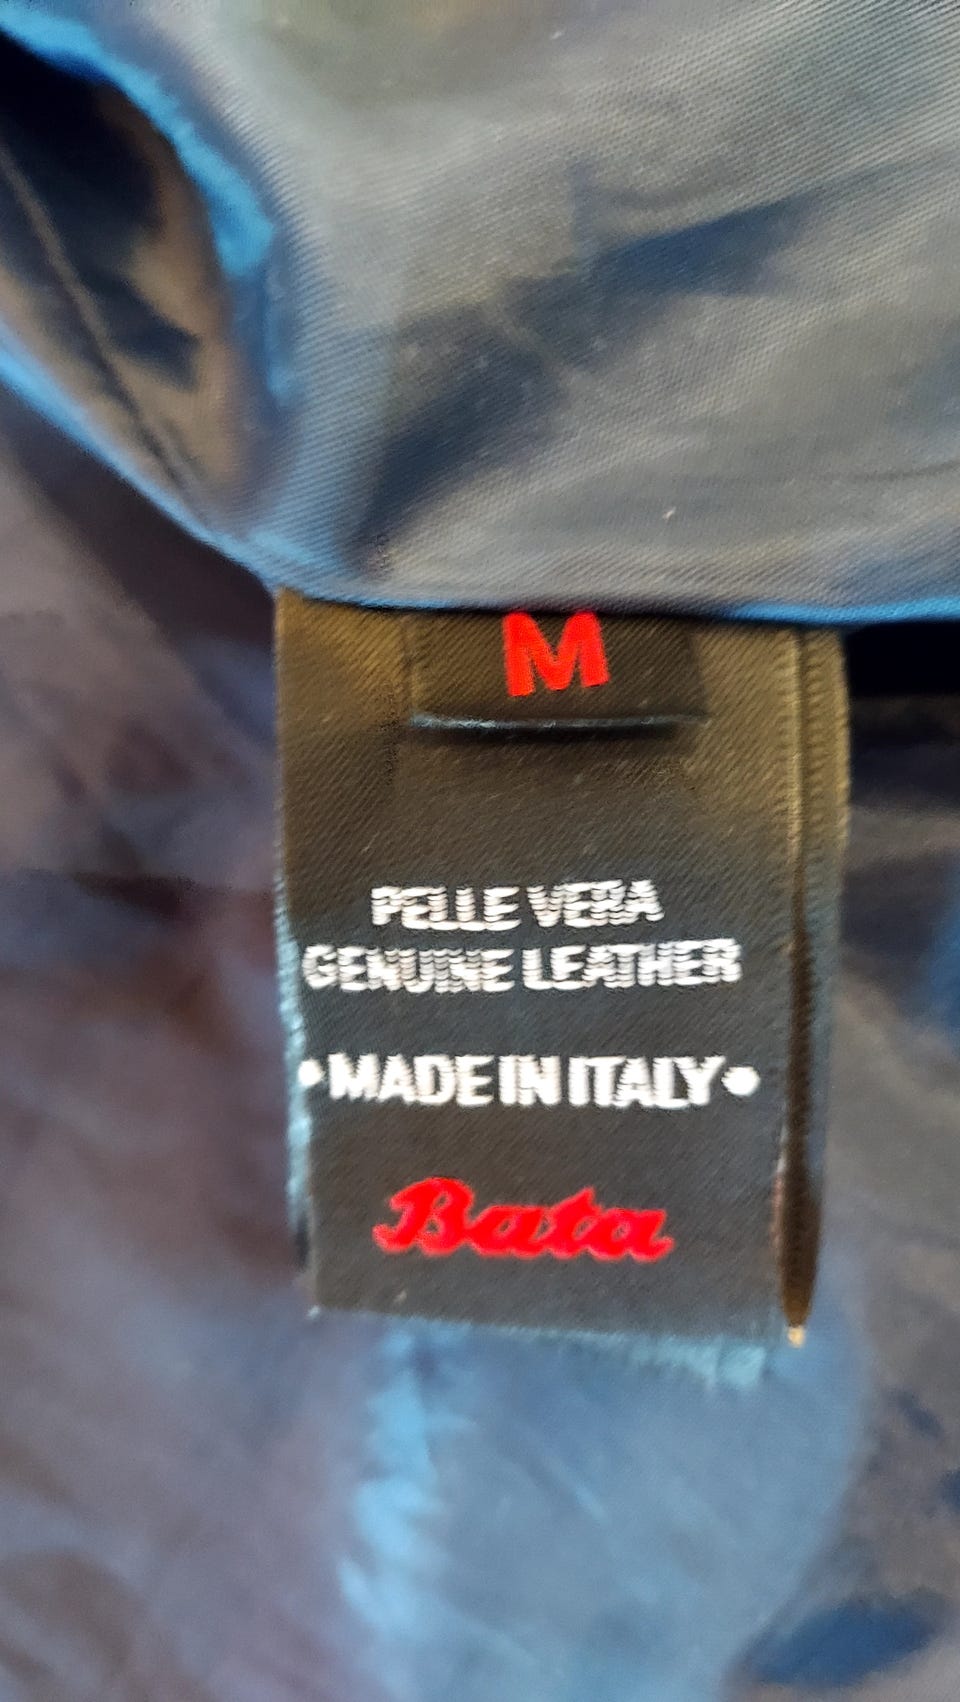 M
PELLE VERA
GENUINE LEATHER
•MADE IN ITALY•
Bata